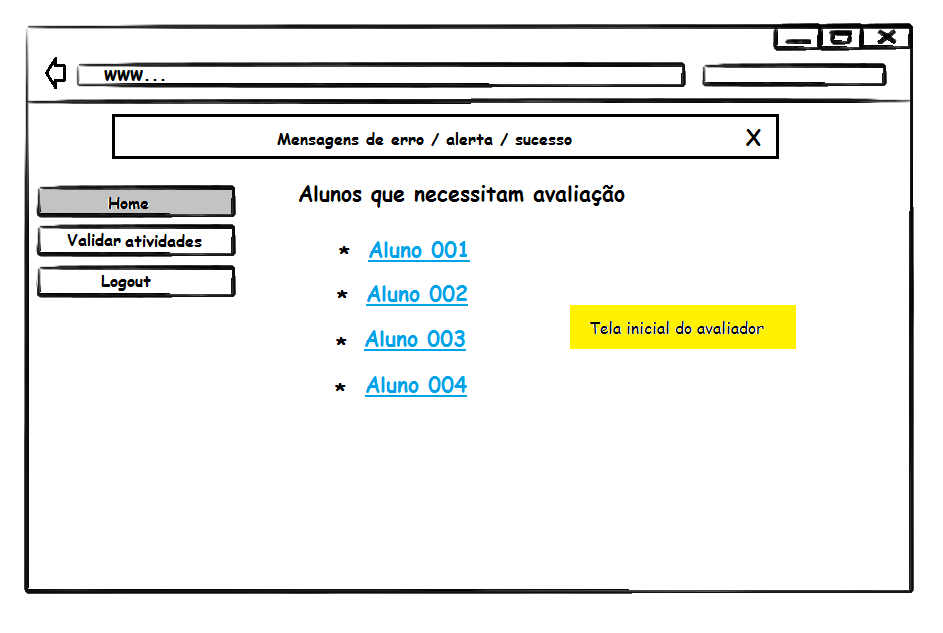 www...
Mensagens de erro / alerta / sucesso X
Home
Validar atividades
Logout
Alunos que necessitam avaliação
* Aluno 001
* Aluno 002
* Aluno 003
* Aluno 004
Tela inicial do avaliador